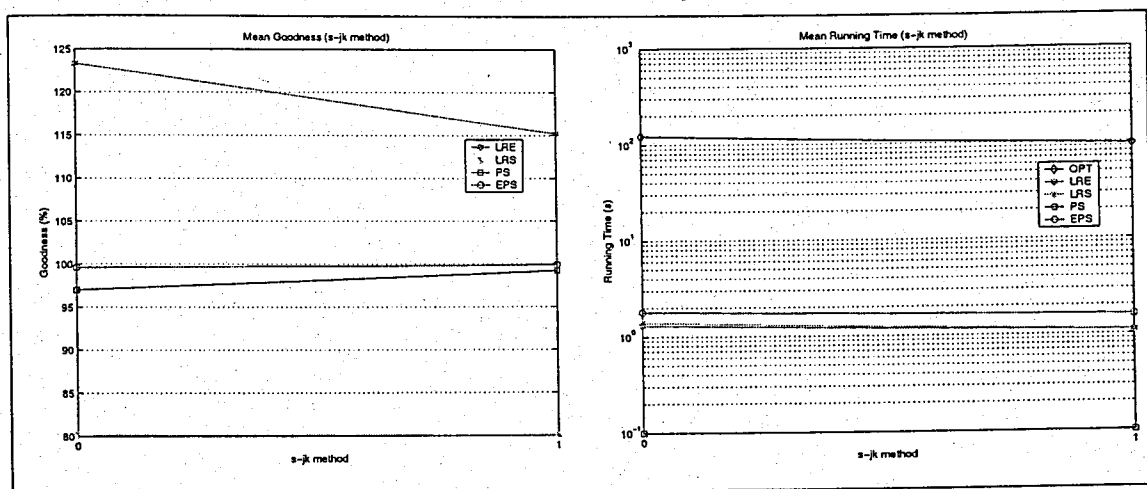 Mean Goodness (s-jk method)
125
120
115
110
105
100
95
90
85
80
0
1
Goodness (%)
s-jk method
LRE
LRS
PS
EPS
Mean Running Time (s-jk method)
10³
10²
10¹
10⁰
10⁻¹
0
1
Running Time (s)
s-jk method
OPT
LRE
LRS
PS
EPS